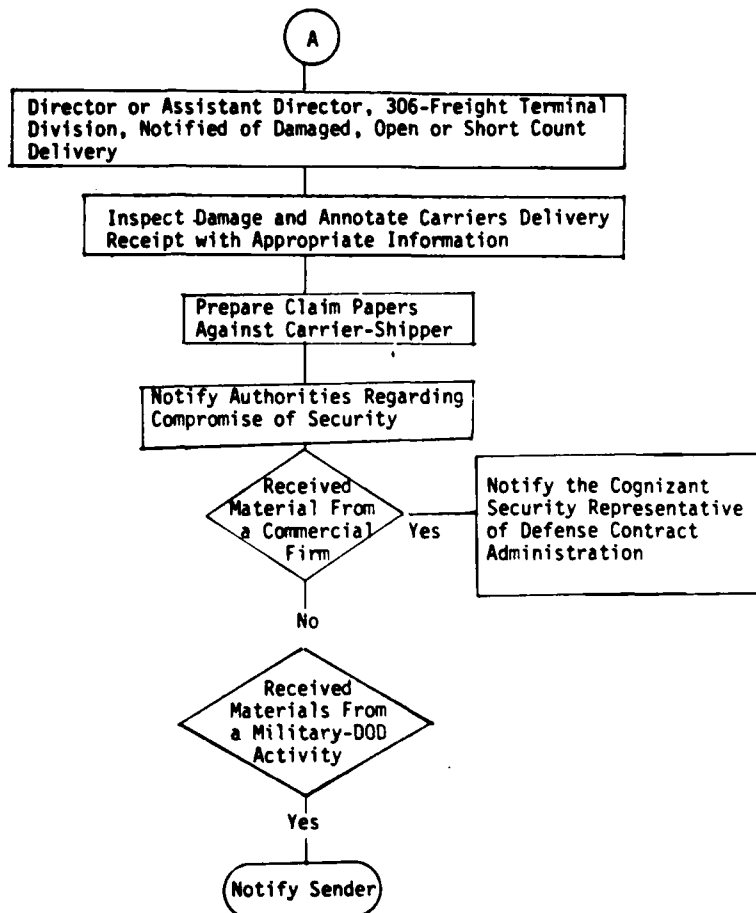 A
Director or Assistant Director, 306-Freight Terminal
Division, Notified of Damaged, Open or Short Count
Delivery
Inspect Damage and Annotate Carriers Delivery
Receipt with Appropriate Information
Prepare Claim Papers
Against Carrier-Shipper
Notify Authorities Regarding
Compromise of Security
Received
Material From
a Commercial
Firm
Yes
Notify the Cognizant
Security Representative
of Defense Contract
Administration
No
Received
Materials From
a Military-DOD
Activity
Yes
Notify Sender